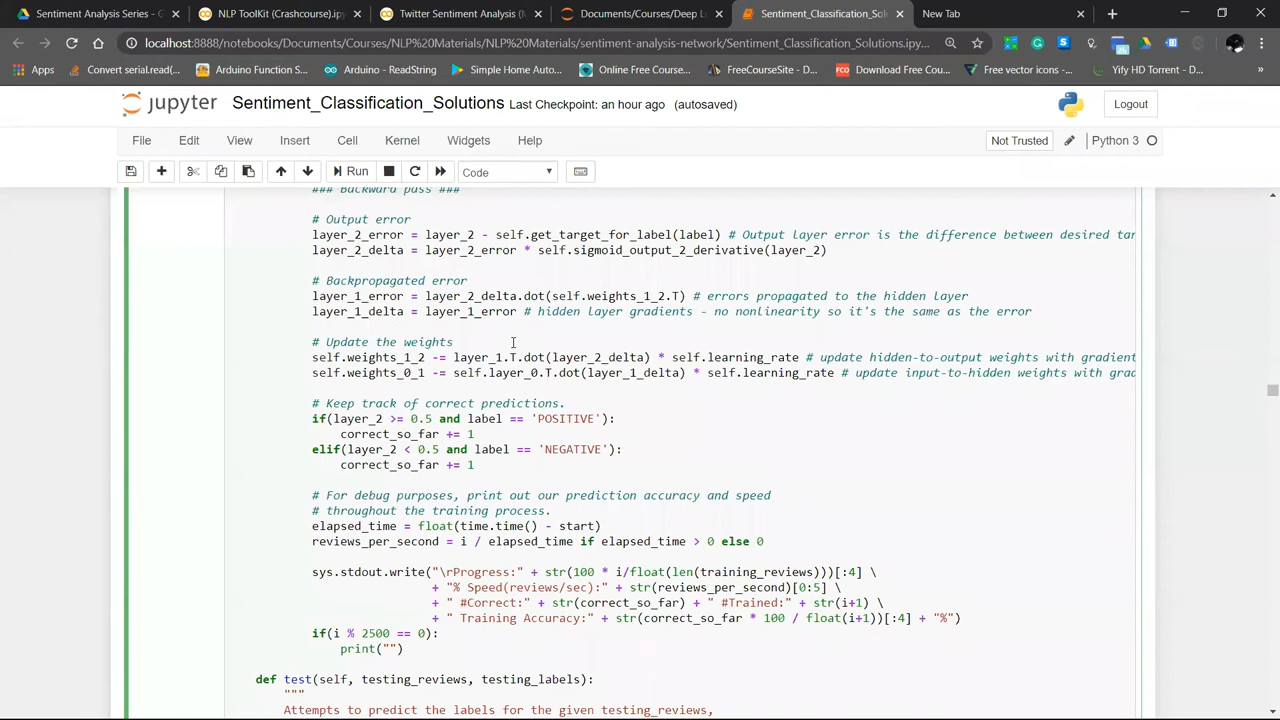 Sentiment Analysis Series - G
NLP ToolKit (Crashcourse).ipynb
Twitter Sentiment Analysis (N
Documents/Courses/Deep L
Sentiment_Classification_Solu
New Tab
localhost:8888/notebooks/Documents/Courses/NLP%20Materials/NLP%20Materials/sentiment-analysis-network/Sentiment_Classification_Solutions.ipy...
Apps
Convert serial.read(...
Arduino Function S...
Arduino - ReadString
Simple Home Auto...
Online Free Course...
FreeCourseSite - D...
FCO Download Free Cou...
Free vector icons -...
Yify HD Torrent - D...
»
jupyter Sentiment_Classification_Solutions Last Checkpoint: an hour ago (autosaved)
Logout
File Edit View Insert Cell Kernel Widgets Help
Not Trusted
Python 3
Run
Code
### Backward pass ###
# Output error
layer_2_error = layer_2 - self.get_target_for_label(label) # Output layer error is the difference between desired tar
layer_2_delta = layer_2_error * self.sigmoid_output_2_derivative(layer_2)
# Backpropagated error
layer_1_error = layer_2_delta.dot(self.weights_1_2.T) # errors propagated to the hidden layer
layer_1_delta = layer_1_error # hidden layer gradients - no nonlinearity so it's the same as the error
# Update the weights
self.weights_1_2 -= layer_1.T.dot(layer_2_delta) * self.learning_rate # update hidden-to-output weights with gradient
self.weights_0_1 -= self.layer_0.T.dot(layer_1_delta) * self.learning_rate # update input-to-hidden weights with grad
# Keep track of correct predictions.
if(layer_2 >= 0.5 and label == 'POSITIVE'):
correct_so_far += 1
elif(layer_2 < 0.5 and label == 'NEGATIVE'):
correct_so_far += 1
# For debug purposes, print out our prediction accuracy and speed
# throughout the training process.
elapsed_time = float(time.time() - start)
reviews_per_second = i / elapsed_time if elapsed_time > 0 else 0
sys.stdout.write("\rProgress:" + str(100 * i/float(len(training_reviews)))[:4] \
+ "% Speed(reviews/sec):" + str(reviews_per_second)[0:5] \
+ " #Correct:" + str(correct_so_far) + " #Trained:" + str(i+1) \
+ " Training Accuracy:" + str(correct_so_far * 100 / float(i+1))[:4] + "%")
if(i % 2500 == 0):
print("")
def test(self, testing_reviews, testing_labels):
"""
Attempts to predict the labels for the given testing_reviews,